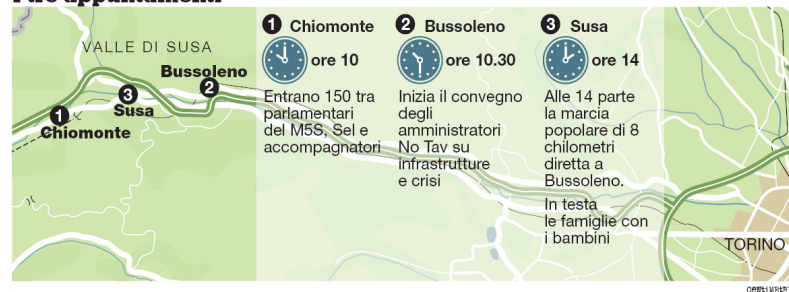 I tre appuntamenti
VALLE DI SUSA
Bussoleno
2
3
Susa
1
Chiomonte
1 Chiomonte
ore 10
Entrano 150 tra
parlamentari
del M5S, Sel e
accompagnatori
2 Bussoleno
ore 10.30
Inizia il convegno
degli
amministratori
No Tav su
infrastrutture
e crisi
3 Susa
ore 14
Alle 14 parte
la marcia
popolare di 8
chilometri
diretta a
Bussoleno.
In testa
le famiglie con
i bambini
TORINO
centimetri